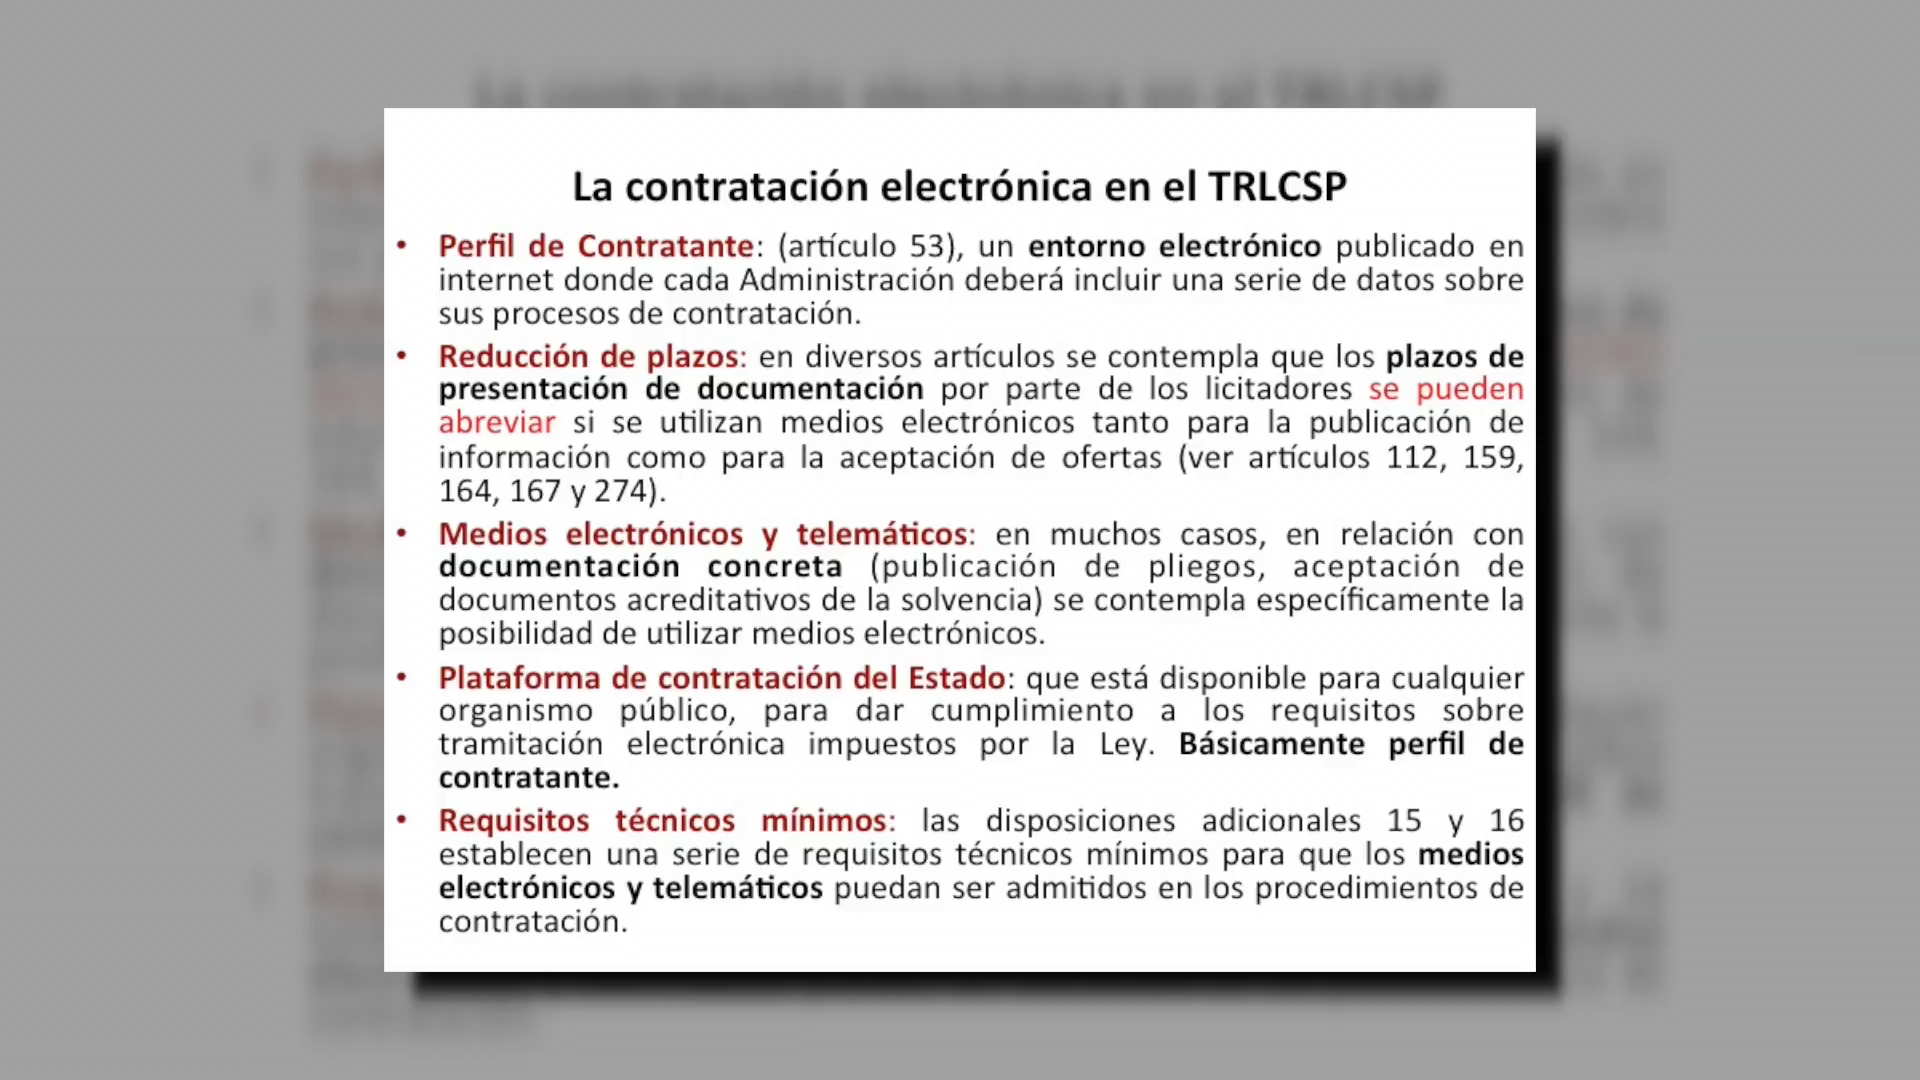 La contratación electrónica en el TRLCSP
• Perfil de Contratante: (artículo 53), un entorno electrónico publicado en
internet donde cada Administración deberá incluir una serie de datos sobre
sus procesos de contratación.
• Reducción de plazos: en diversos artículos se contempla que los plazos de
presentación de documentación por parte de los licitadores se pueden
abreviar si se utilizan medios electrónicos tanto para la publicación de
información como para la aceptación de ofertas (ver artículos 112, 159,
164, 167 y 274).
• Medios electrónicos y telemáticos: en muchos casos, en relación con
documentación concreta (publicación de pliegos, aceptación de
documentos acreditativos de la solvencia) se contempla específicamente la
posibilidad de utilizar medios electrónicos.
• Plataforma de contratación del Estado: que está disponible para cualquier
organismo público, para dar cumplimiento a los requisitos sobre
tramitación electrónica impuestos por la Ley. Básicamente perfil de
contratante.
• Requisitos técnicos mínimos: las disposiciones adicionales 15 y 16
establecen una serie de requisitos técnicos mínimos para que los medios
electrónicos y telemáticos puedan ser admitidos en los procedimientos de
contratación.